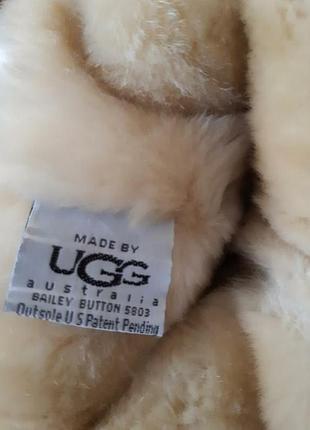 MADE BY
UGG
australia
BAILEY BUTTON 5803
Outsole U S Patent Pending